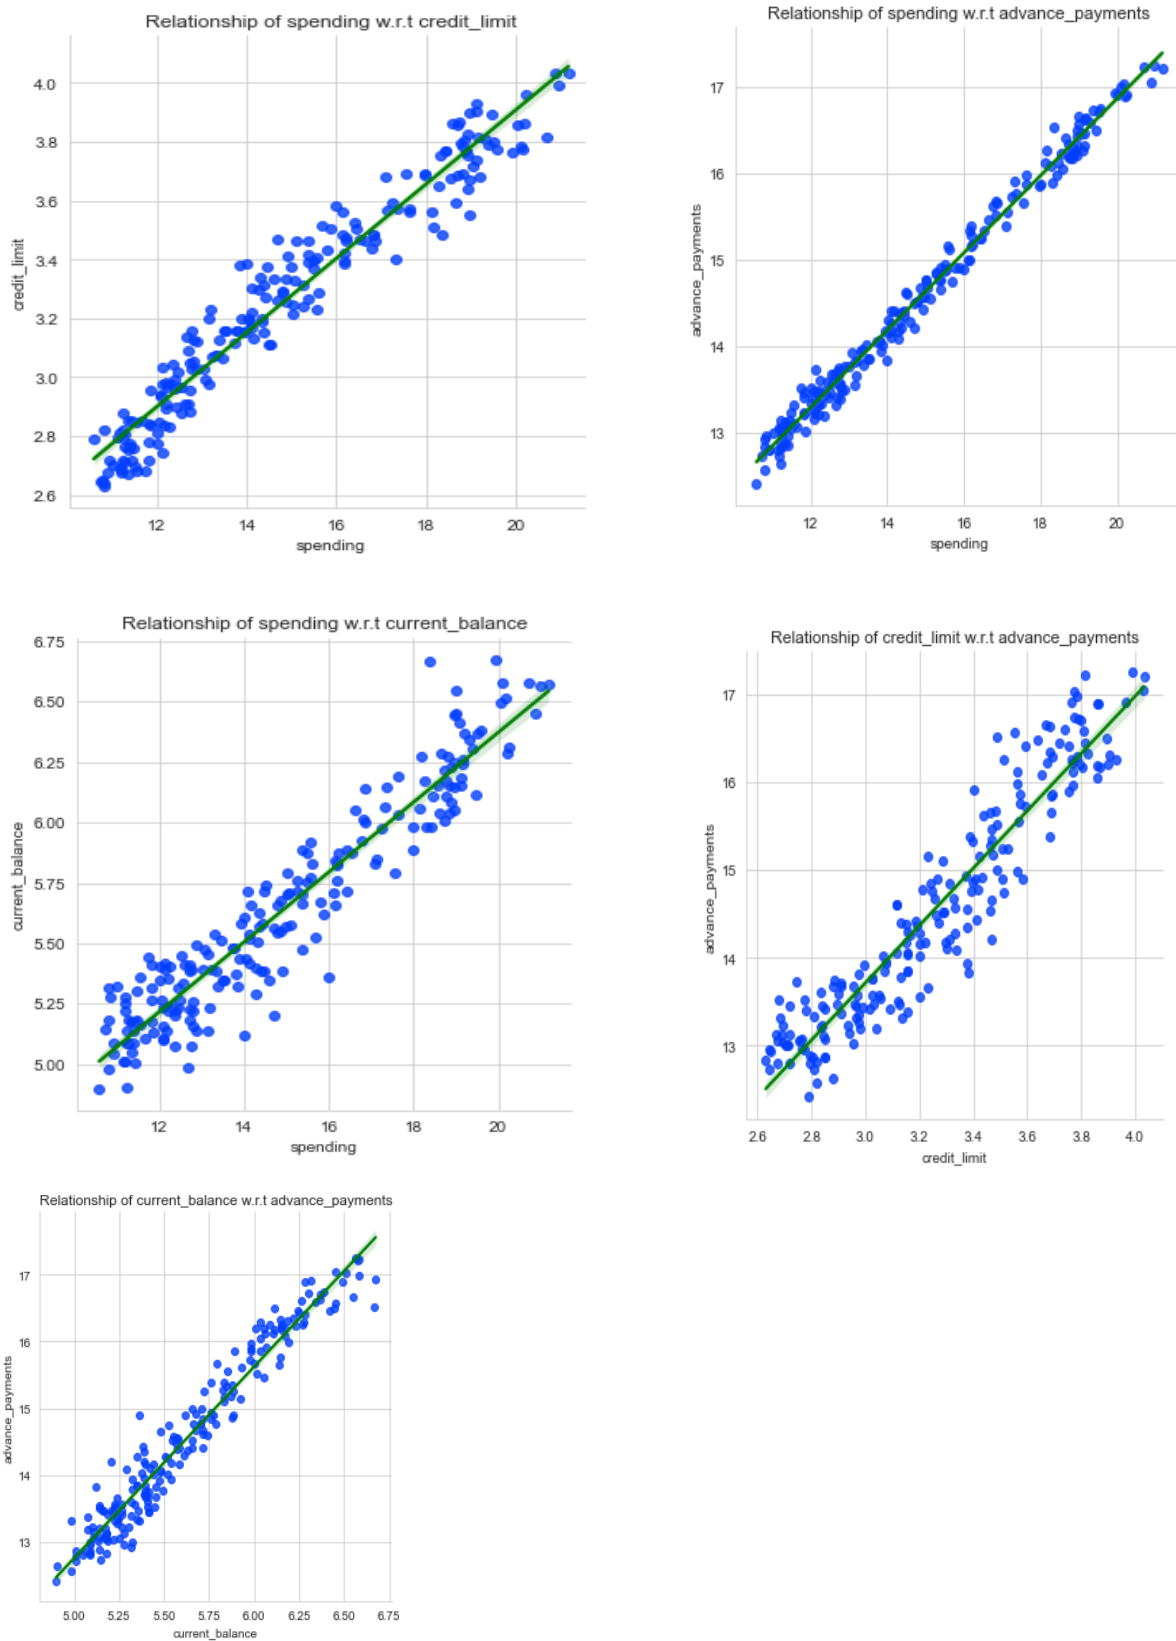 Relationship of spending w.r.t credit_limit
4.0
3.8
3.6
3.4
3.2
3.0
2.8
2.6
credit_limit
12 14 16 18 20
spending
Relationship of spending w.r.t advance_payments
17
16
15
14
13
advance_payments
12 14 16 18 20
spending
Relationship of spending w.r.t current_balance
6.75
6.50
6.25
6.00
5.75
5.50
5.25
5.00
current_balance
12 14 16 18 20
spending
Relationship of credit_limit w.r.t advance_payments
17
16
15
14
13
advance_payments
2.6 2.8 3.0 3.2 3.4 3.6 3.8 4.0
credit_limit
Relationship of current_balance w.r.t advance_payments
17
16
15
14
13
advance_payments
5.00 5.25 5.50 5.75 6.00 6.25 6.50 6.75
current_balance